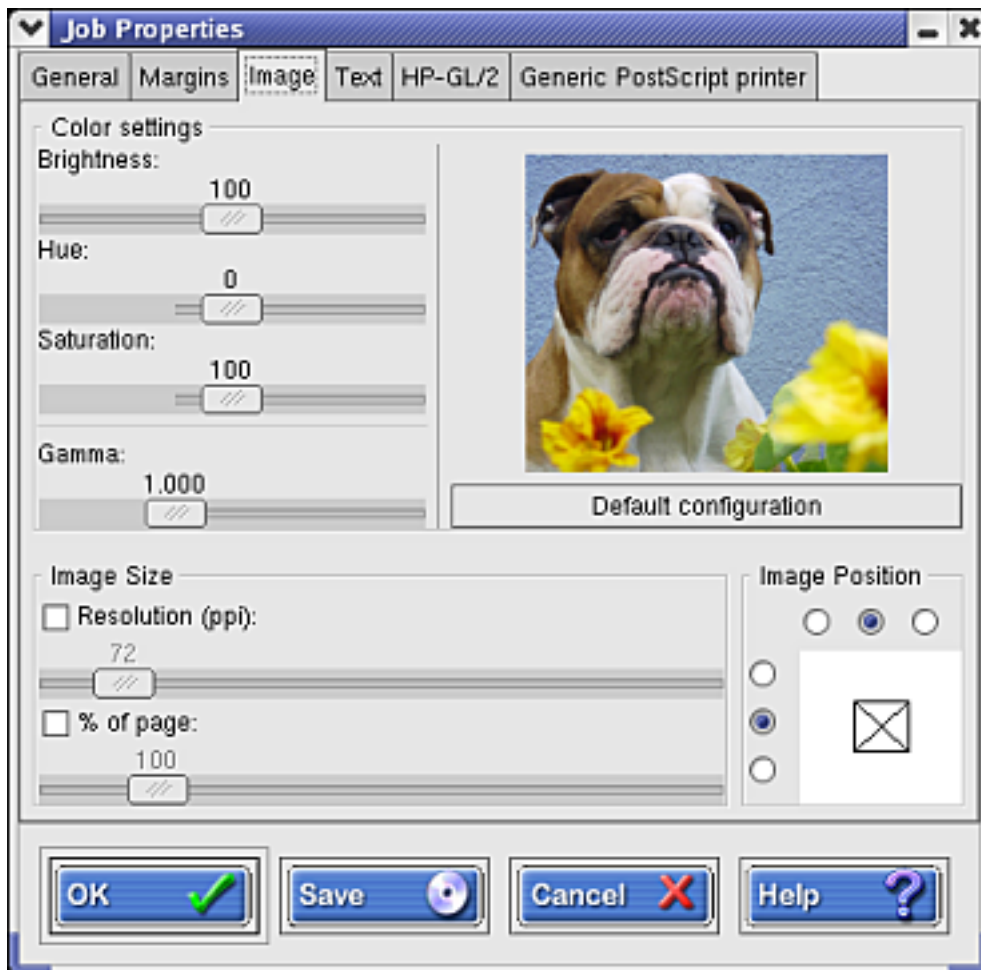 Job Properties
General Margins Image Text HP-GL/2 Generic PostScript printer
Color settings
Brightness:
100
Hue:
0
Saturation:
100
Gamma:
1.000
Default configuration
Image Size
Resolution (ppi):
72
% of page:
100
Image Position
OK Save Cancel Help